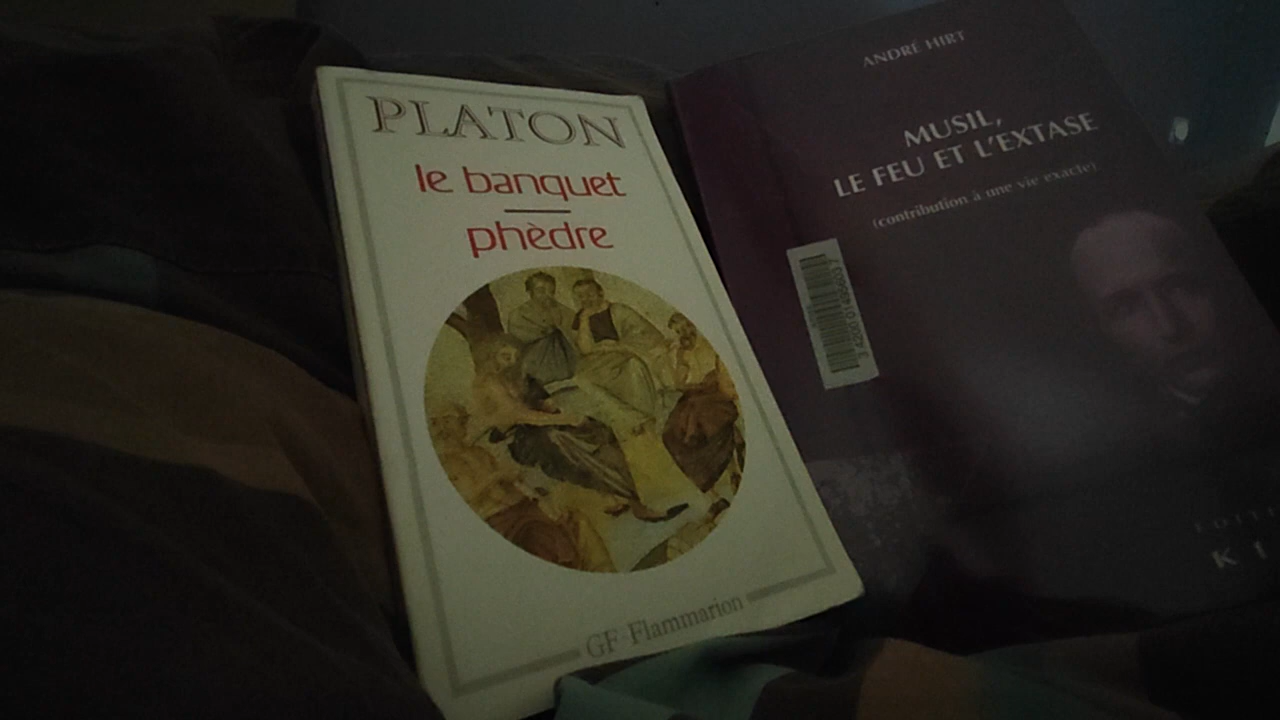 PLATON
le banquet
phèdre
GF-Flammarion
ANDRÉ HIRT
MUSIL,
LE FEU ET L'EXTASE
(contribution à une vie exacte)